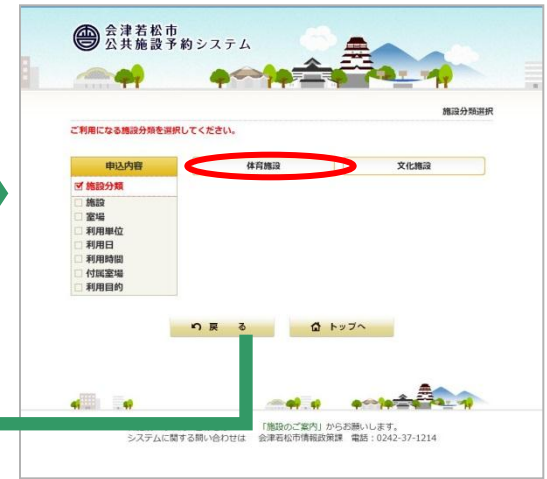 会津若松市
公共施設予約システム
施設分類選択
ご利用になる施設分類を選択してください。
申込内容
体育施設
文化施設
施設分類
施設
室場
利用単位
利用日
利用時間
付属室場
利用目的
戻 る
トップへ
「施設のご案内」からお願いします。
システムに関する問い合わせは 会津若松市情報政策課 電話：0242-37-1214